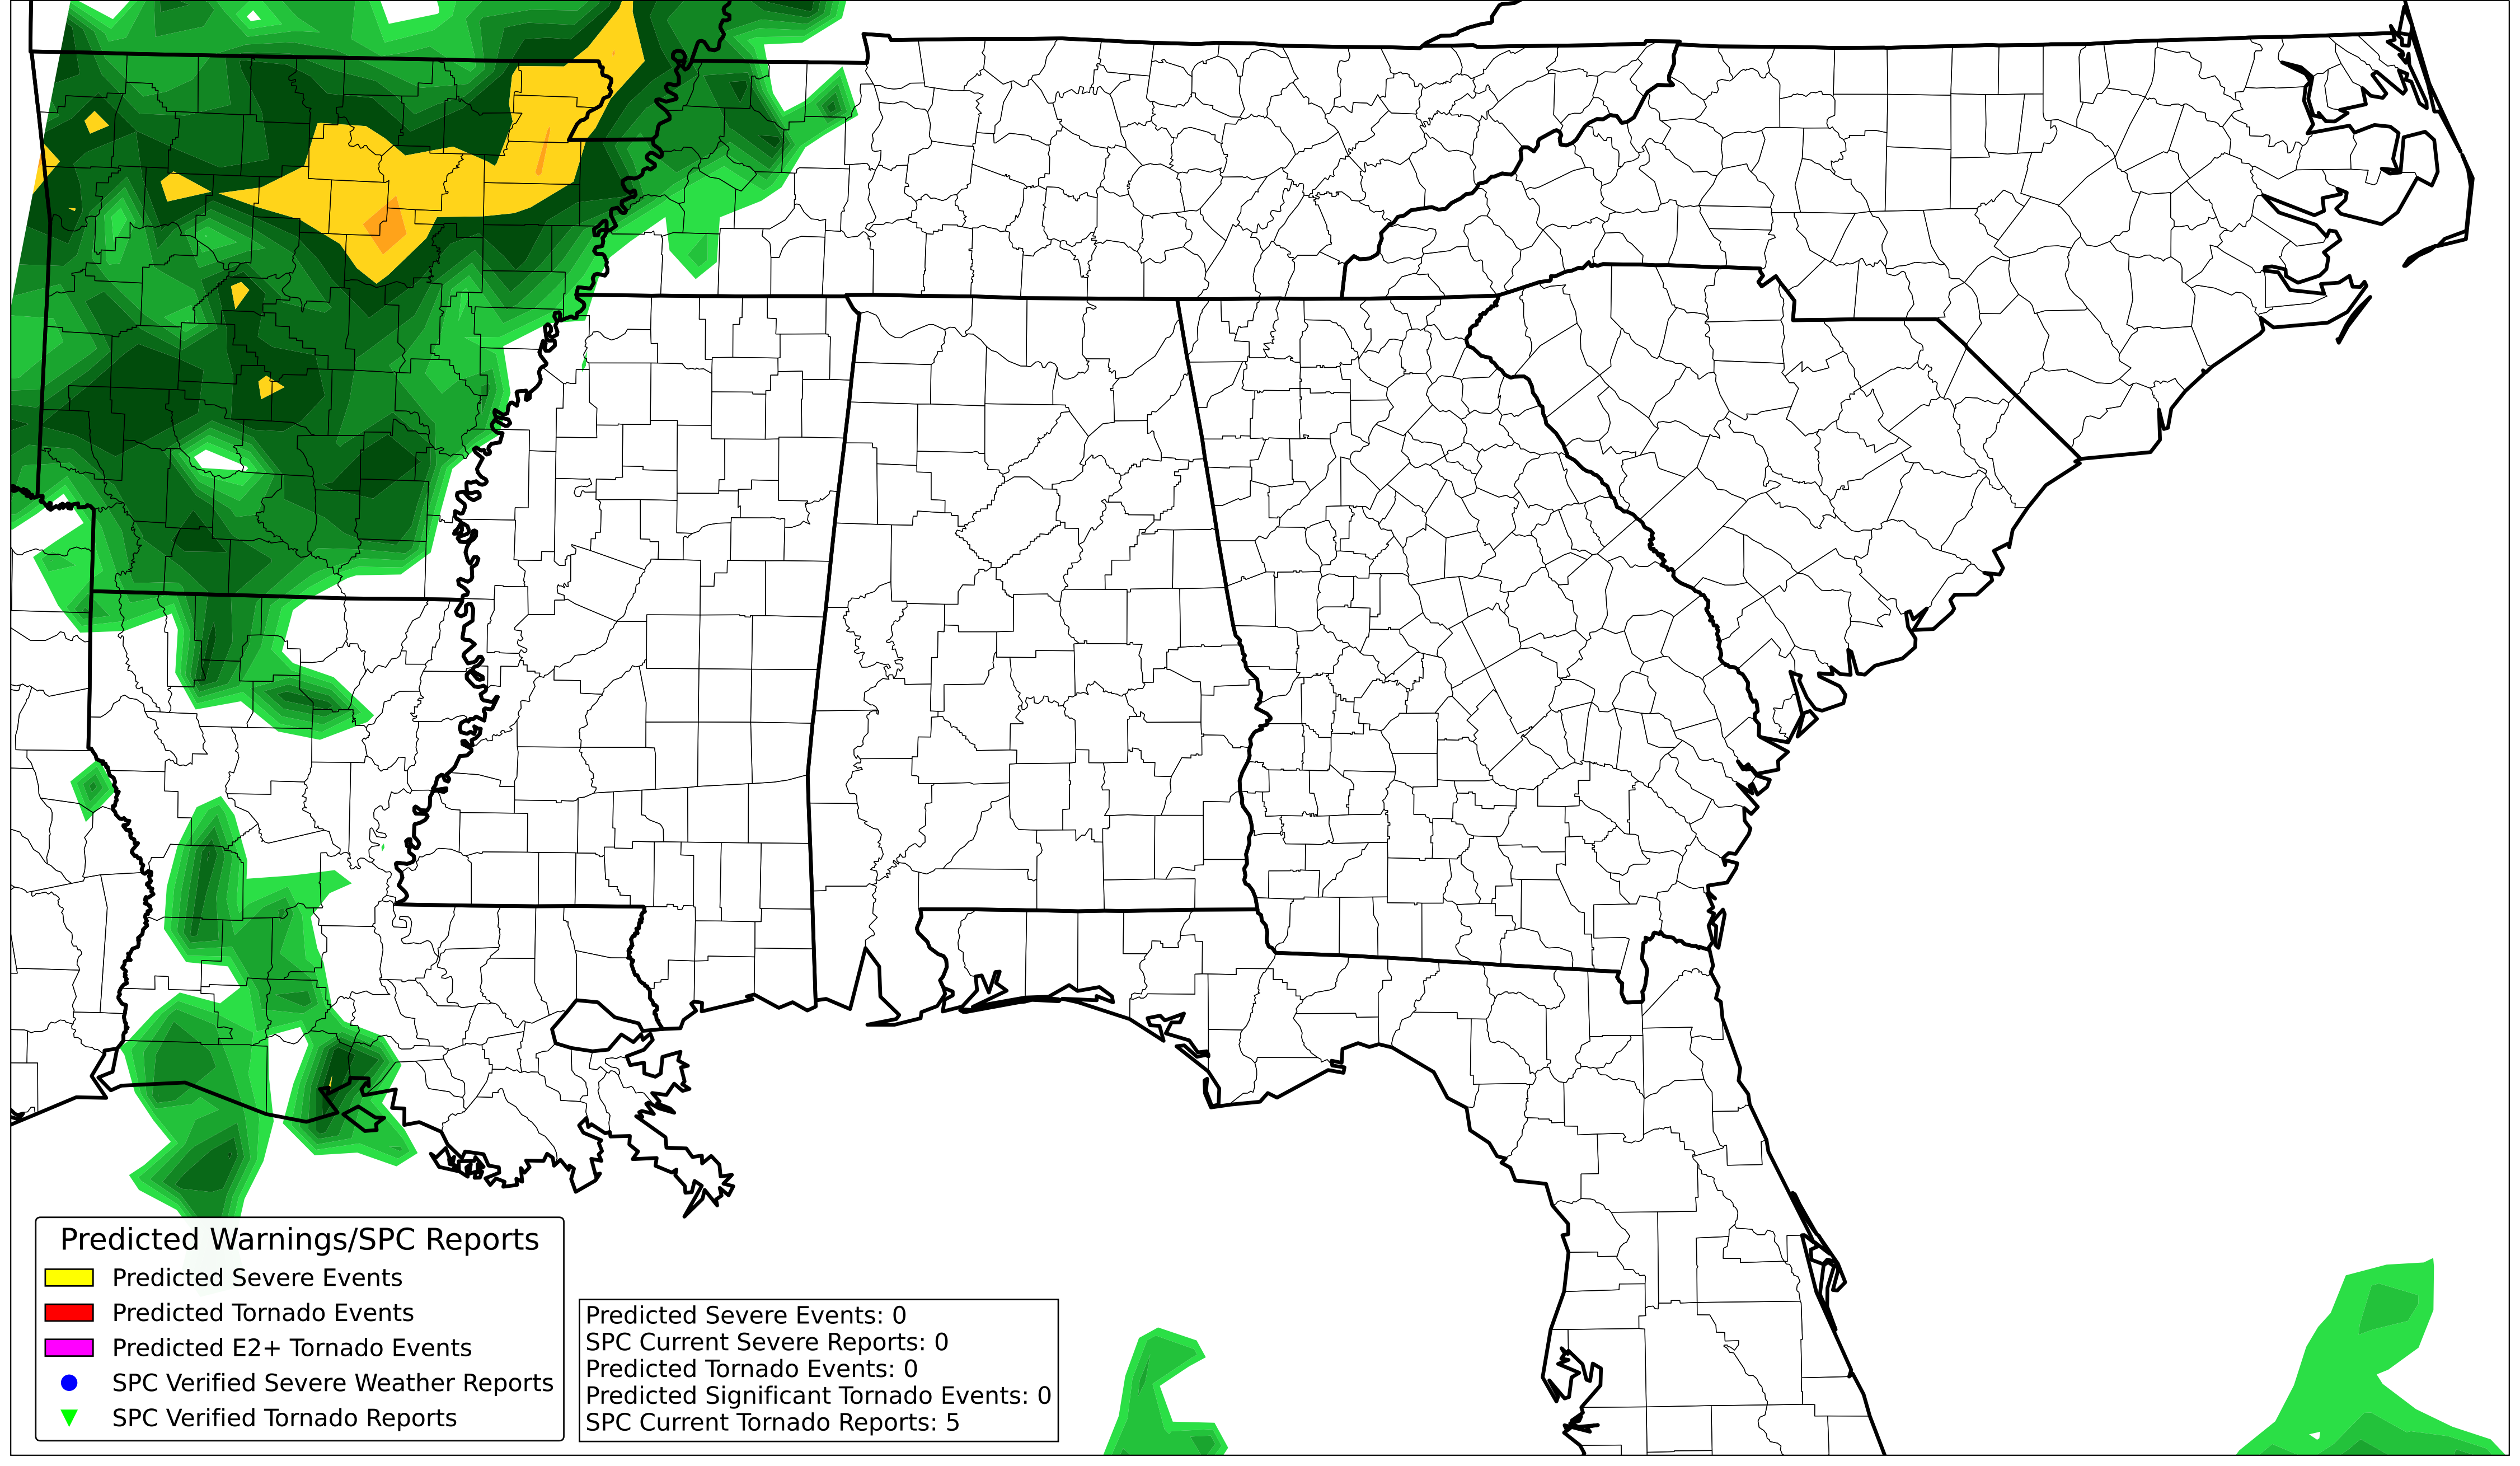 Predicted Warnings/SPC Reports
Predicted Severe Events
Predicted Tornado Events
Predicted E2+ Tornado Events
SPC Verified Severe Weather Reports
SPC Verified Tornado Reports
Predicted Severe Events: 0
SPC Current Severe Reports: 0
Predicted Tornado Events: 0
Predicted Significant Tornado Events: 0
SPC Current Tornado Reports: 5